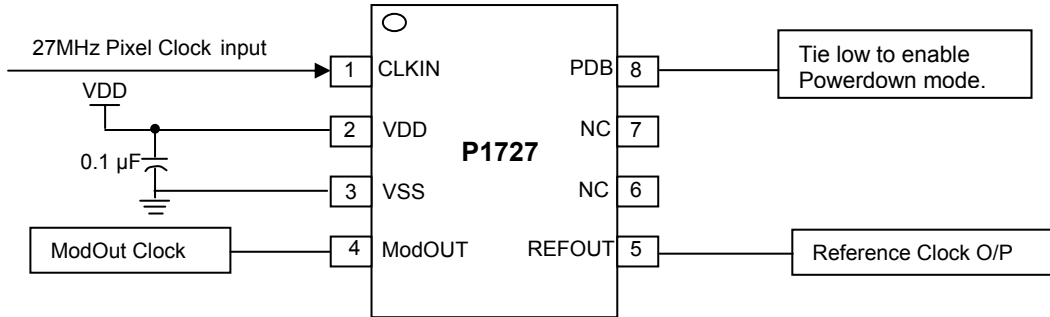 27MHz Pixel Clock input
1 CLKIN
PDB 8
Tie low to enable
Powerdown mode.
VDD
2 VDD
NC 7
P1727
0.1 µF
3 VSS
NC 6
ModOut Clock
4 ModOUT
REFOUT 5
Reference Clock O/P